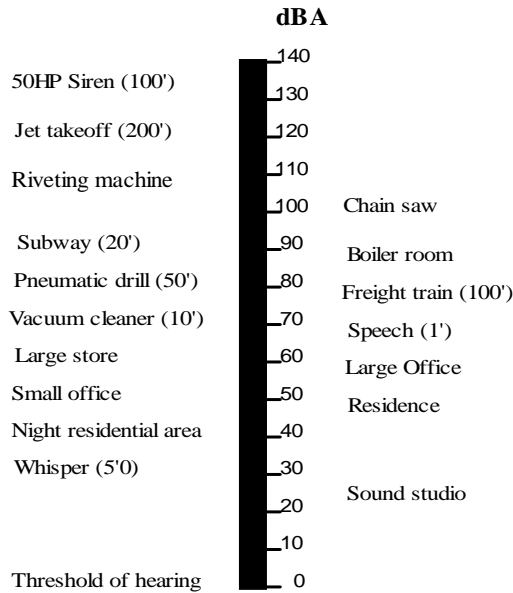 dBA
140
50HP Siren (100')
130
Jet takeoff (200')
120
110
Riveting machine
100
Chain saw
Subway (20')
90
Boiler room
Pneumatic drill (50')
80
Freight train (100')
Vacuum cleaner (10')
70
Speech (1')
Large store
60
Large Office
Small office
50
Residence
Night residential area
40
Whisper (5'0)
30
Sound studio
20
10
Threshold of hearing
0